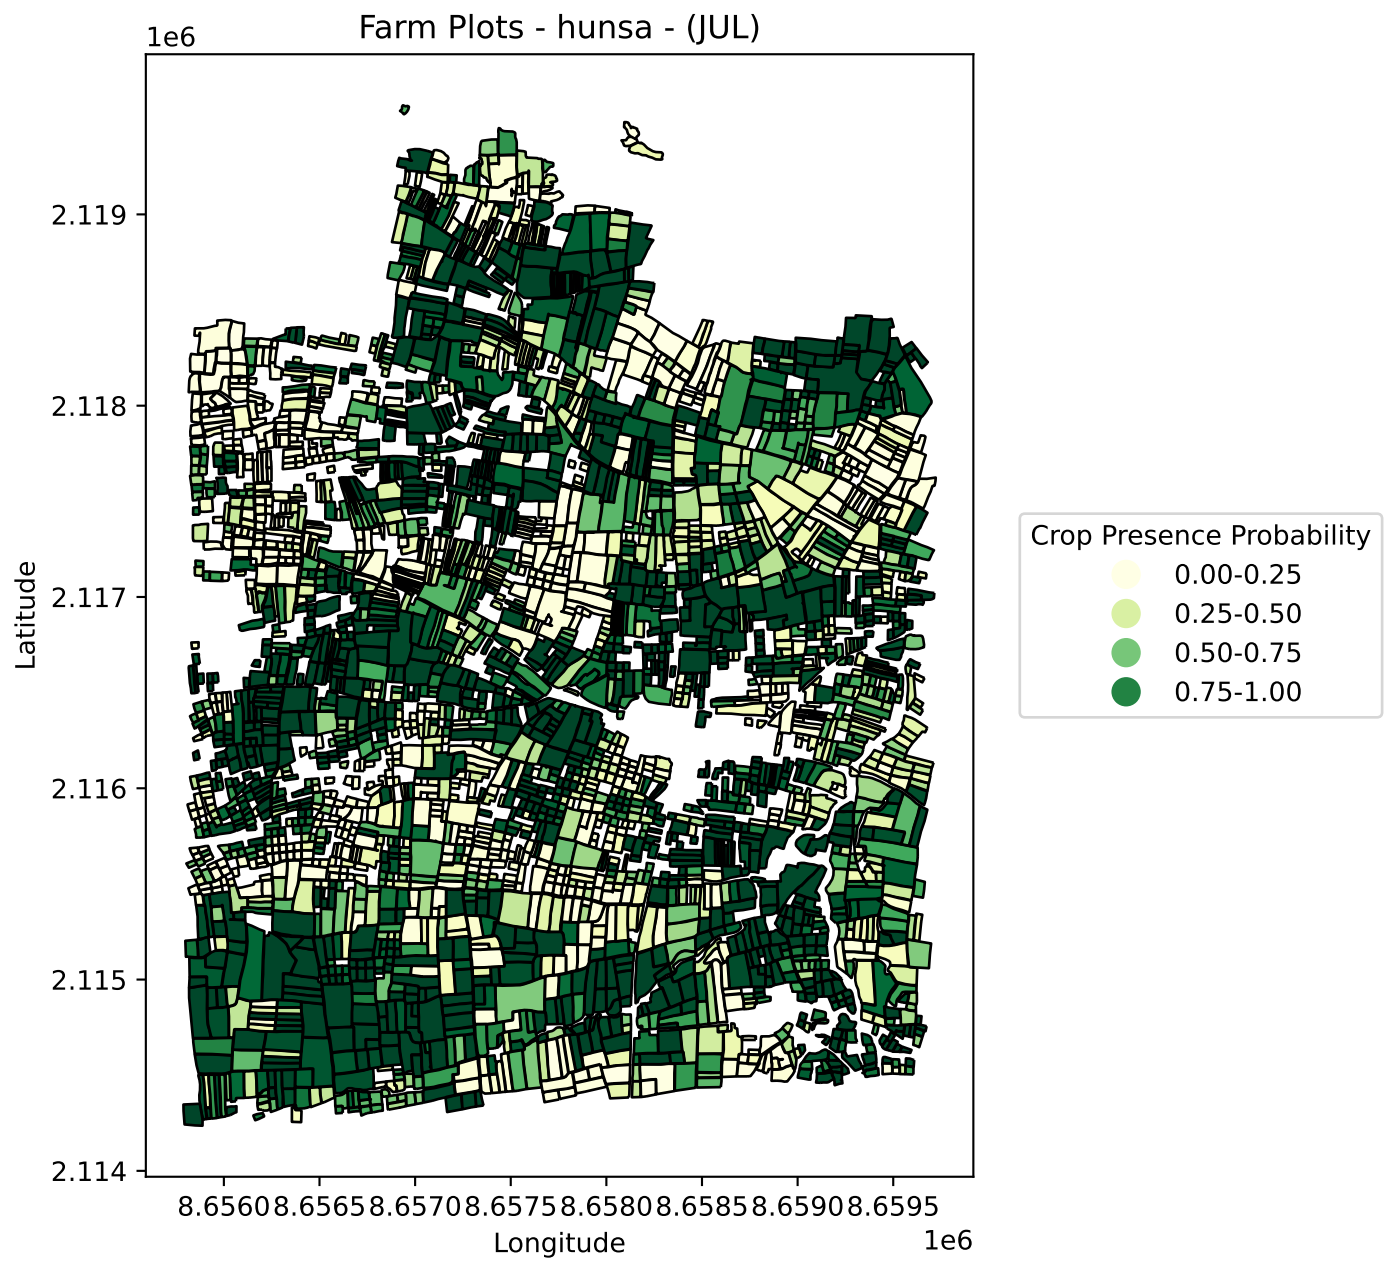 Farm Plots - hunsa - (JUL)
1e6
2.119
2.118
2.117
2.116
2.115
2.114
Latitude
8.6560 8.6565 8.6570 8.6575 8.6580 8.6585 8.6590 8.6595
Longitude
1e6
Crop Presence Probability
0.00-0.25
0.25-0.50
0.50-0.75
0.75-1.00